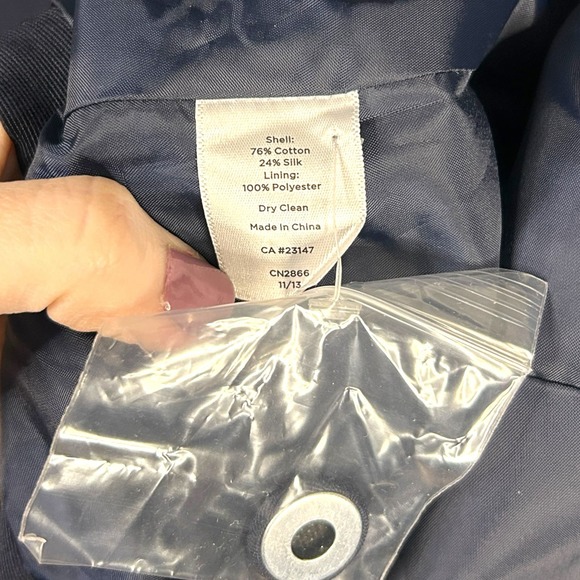 Shell:
76% Cotton
24% Silk
Lining:
100% Polyester
Dry Clean
Made in China
CA #23147
CN2866
11/13